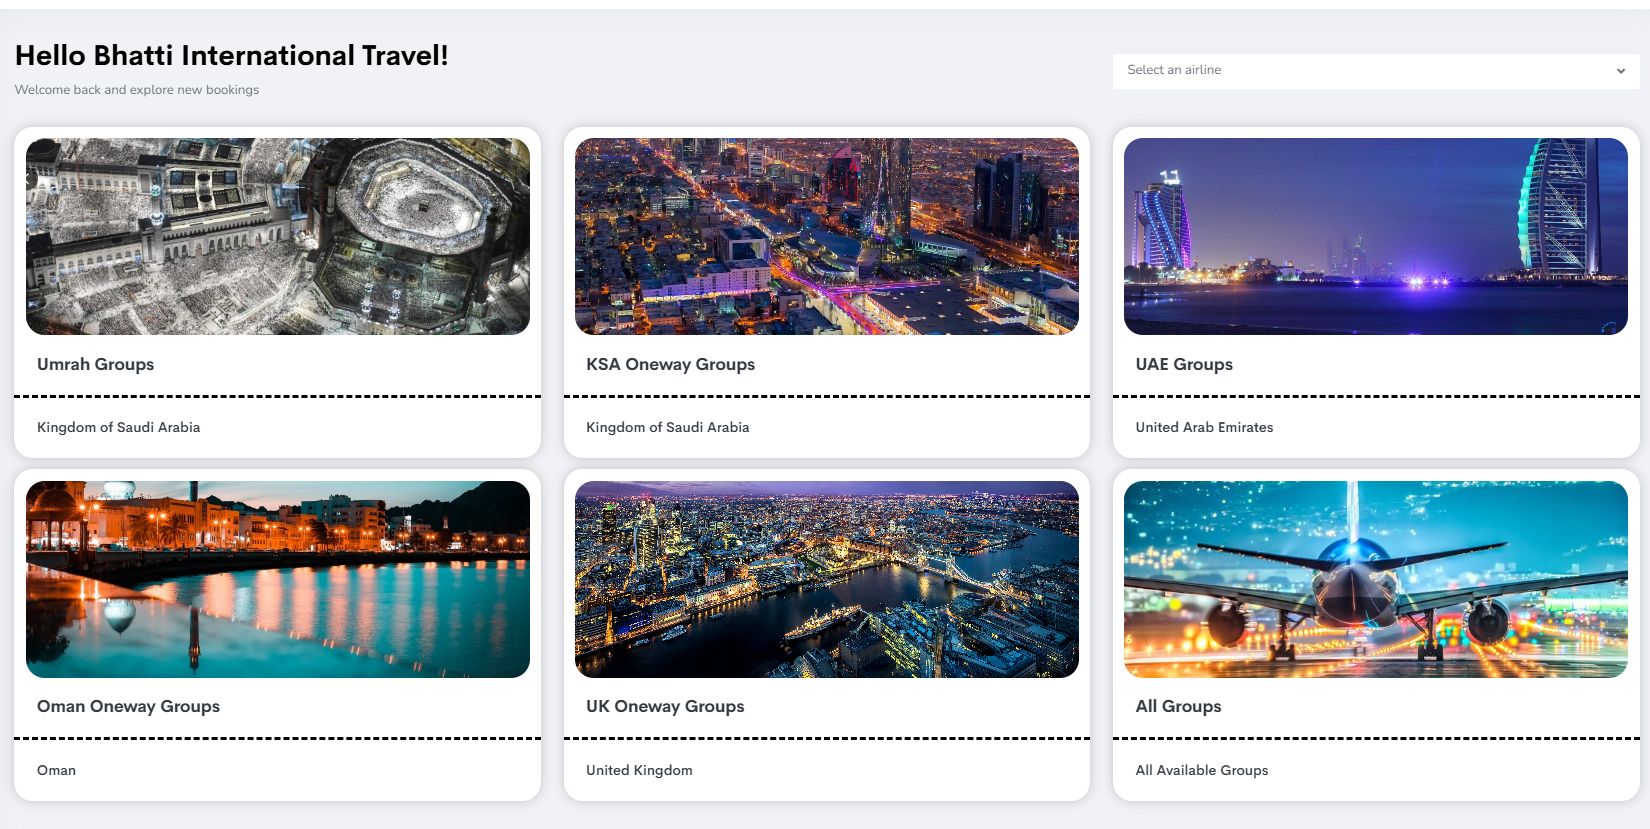 Hello Bhatti International Travel!
Welcome back and explore new bookings
Select an airline
Umrah Groups
Kingdom of Saudi Arabia
KSA Oneway Groups
Kingdom of Saudi Arabia
UAE Groups
United Arab Emirates
Oman Oneway Groups
Oman
UK Oneway Groups
United Kingdom
All Groups
All Available Groups